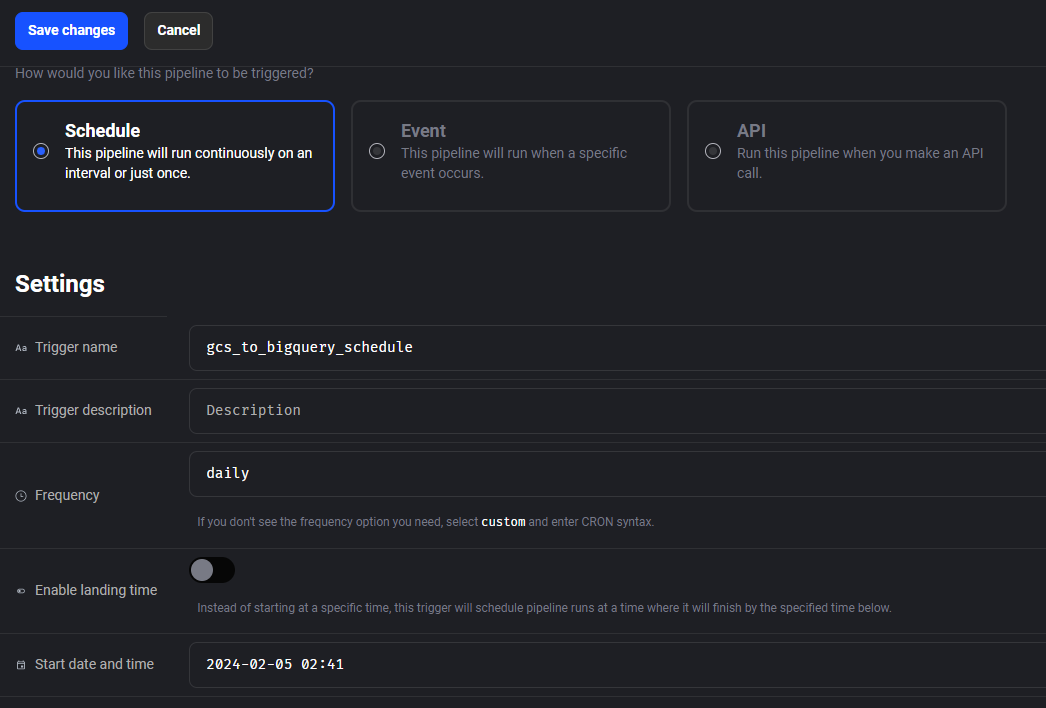 Save changes
Cancel
How would you like this pipeline to be triggered?
Schedule
This pipeline will run continuously on an
interval or just once.
Event
This pipeline will run when a specific
event occurs.
API
Run this pipeline when you make an API
call.
Settings
Aa Trigger name
gcs_to_bigquery_schedule
Aa Trigger description
Description
Frequency
daily
If you don't see the frequency option you need, select custom and enter CRON syntax.
Enable landing time
Instead of starting at a specific time, this trigger will schedule pipeline runs at a time where it will finish by the specified time below.
Start date and time
2024-02-05 02:41